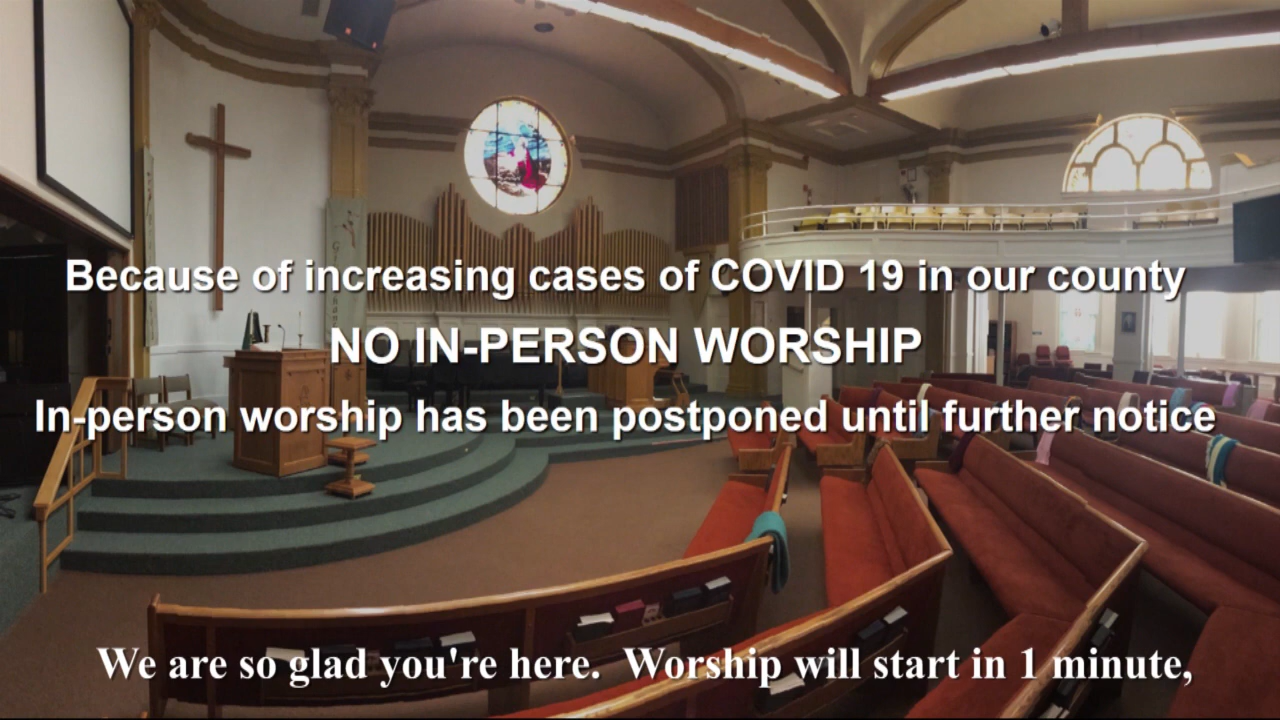 Because of increasing cases of COVID 19 in our county
NO IN-PERSON WORSHIP
In-person worship has been postponed until further notice
We are so glad you're here. Worship will start in 1 minute,